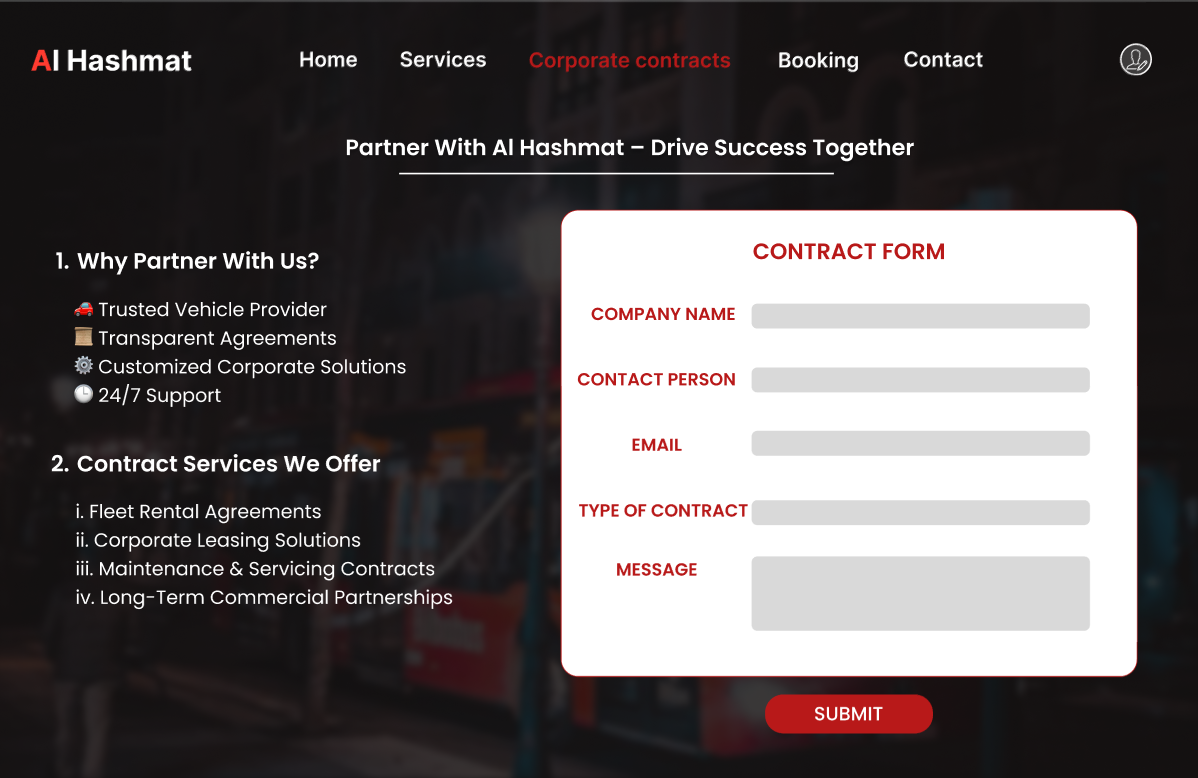 Al Hashmat
Home
Services
Corporate contracts
Booking
Contact
Partner With Al Hashmat – Drive Success Together
1. Why Partner With Us?
🚗 Trusted Vehicle Provider
📜 Transparent Agreements
⚙️ Customized Corporate Solutions
🕒 24/7 Support
2. Contract Services We Offer
i. Fleet Rental Agreements
ii. Corporate Leasing Solutions
iii. Maintenance & Servicing Contracts
iv. Long-Term Commercial Partnerships
CONTRACT FORM
COMPANY NAME
CONTACT PERSON
EMAIL
TYPE OF CONTRACT
MESSAGE
SUBMIT